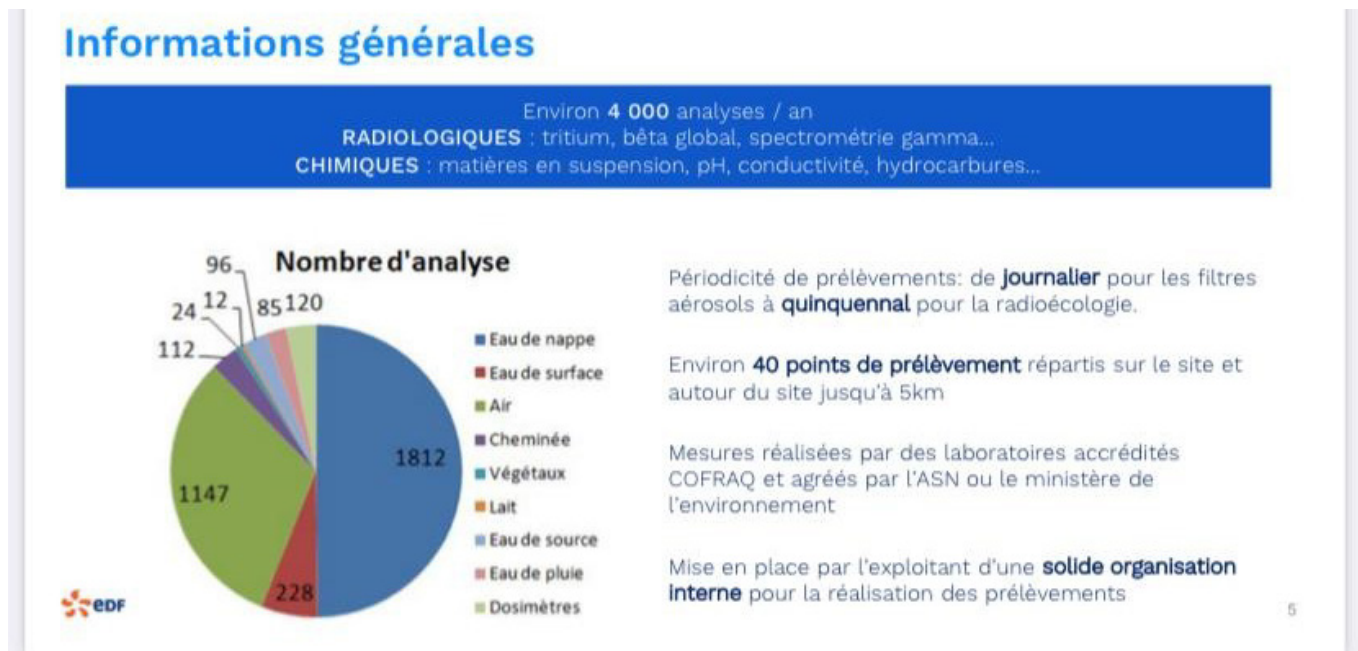 Informations générales
Environ 4 000 analyses / an
RADIOLOGIQUES : tritium, bêta global, spectrométrie gamma...
CHIMIQUES : matières en suspension, pH, conductivité, hydrocarbures...
Nombre d'analyse
96
12
24
85
120
112
1812
1147
228
Eau de nappe
Eau de surface
Air
Cheminée
Végétaux
Lait
Eau de source
Eau de pluie
Dosimètres
Périodicité de prélèvements: de journalier pour les filtres
aérosols à quinquennal pour la radioécologie.
Environ 40 points de prélèvement répartis sur le site et
autour du site jusqu'à 5km
Mesures réalisées par des laboratoires accrédités
COFRAQ et agréés par l'ASN ou le ministère de
l'environnement
Mise en place par l'exploitant d'une solide organisation
interne pour la réalisation des prélèvements
eDF
5